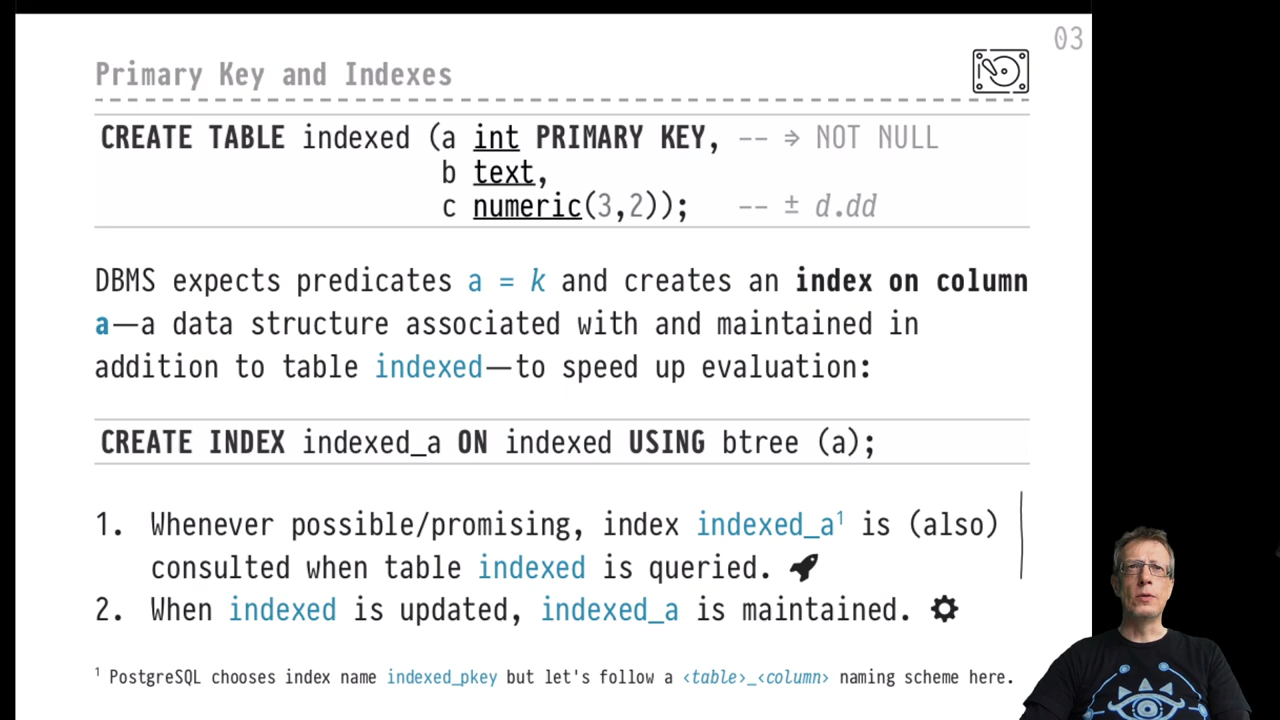 03
Primary Key and Indexes
CREATE TABLE indexed (a int PRIMARY KEY, -- ⇒ NOT NULL
b text,
c numeric(3,2)); -- ± d.dd
DBMS expects predicates a = k and creates an index on column
a—a data structure associated with and maintained in
addition to table indexed—to speed up evaluation:
CREATE INDEX indexed_a ON indexed USING btree (a);
1. Whenever possible/promising, index indexed_a¹ is (also)
consulted when table indexed is queried.
2. When indexed is updated, indexed_a is maintained.
¹ PostgreSQL chooses index name indexed_pkey but let's follow a <table>_<column> naming scheme here.